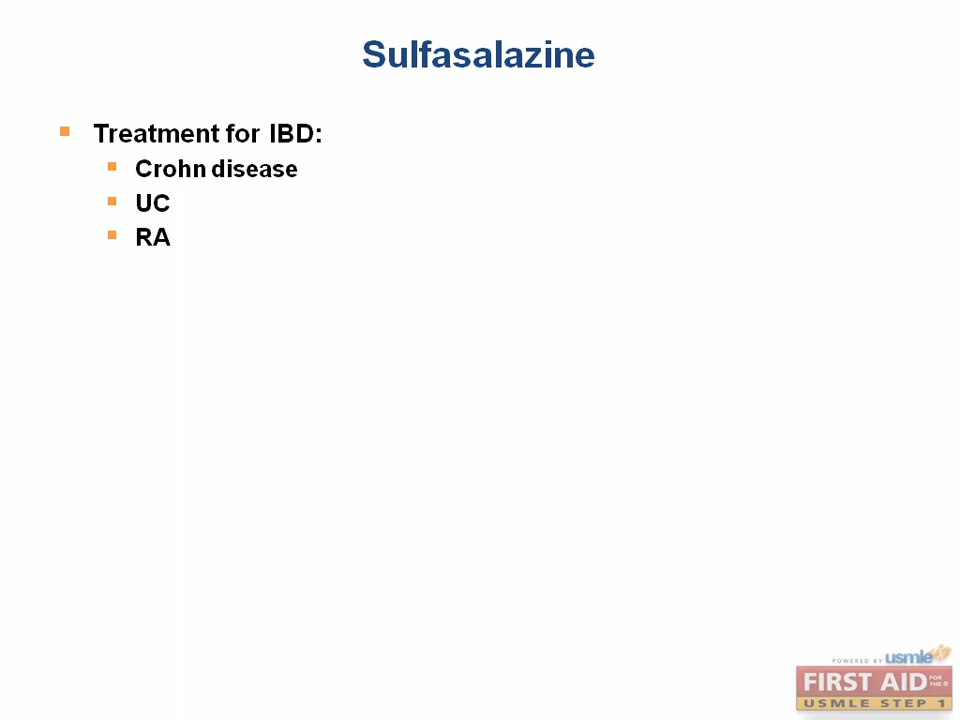 Sulfasalazine
Treatment for IBD:
Crohn disease
UC
RA
POWERED BY usmle
FIRST AID FOR THE ®
USMLE STEP 1